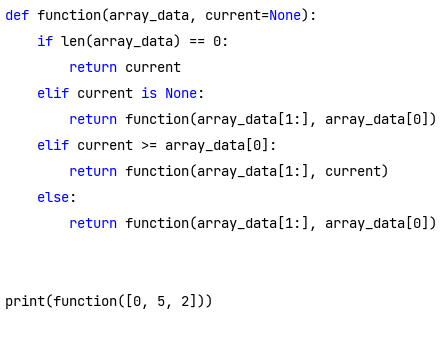 def function(array_data, current=None):
    if len(array_data) == 0:
        return current
    elif current is None:
        return function(array_data[1:], array_data[0])
    elif current >= array_data[0]:
        return function(array_data[1:], current)
    else:
        return function(array_data[1:], array_data[0])
print(function([0, 5, 2]))